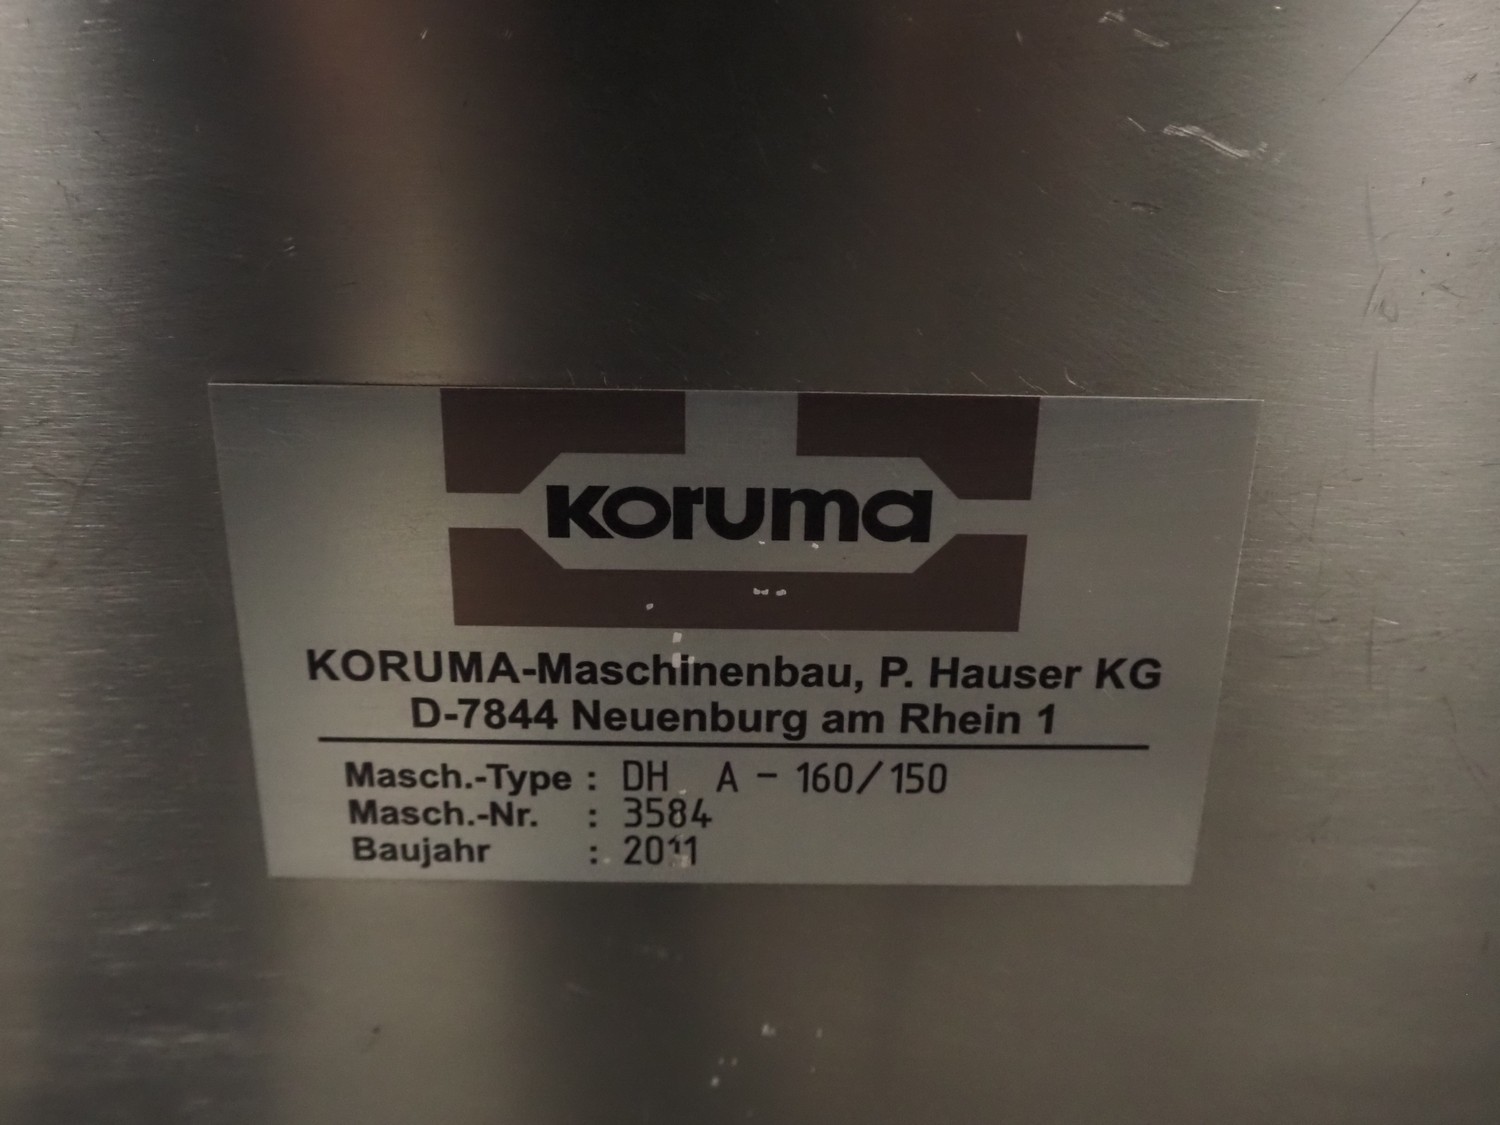 koruma
KORUMA-Maschinenbau, P. Hauser KG
D-7844 Neuenburg am Rhein 1
Masch.-Type : DH A - 160/150
Masch.-Nr. : 3584
Baujahr : 2011